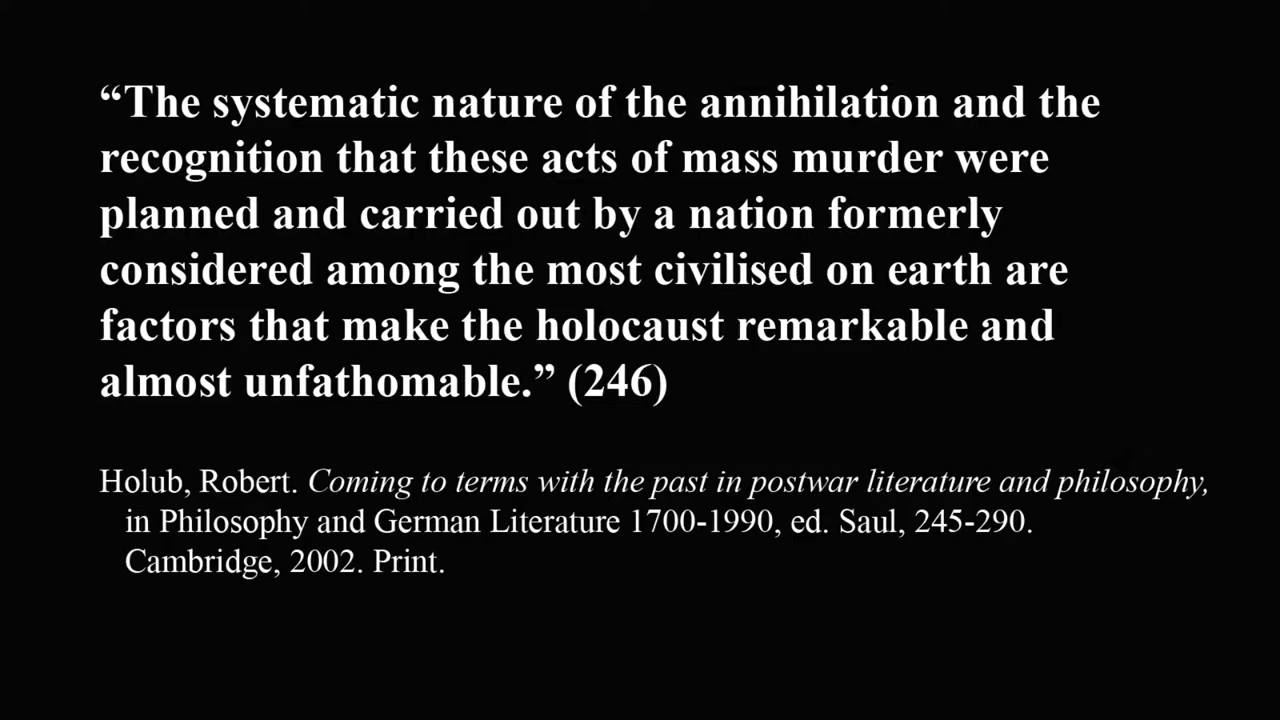 “The systematic nature of the annihilation and the
recognition that these acts of mass murder were
planned and carried out by a nation formerly
considered among the most civilised on earth are
factors that make the holocaust remarkable and
almost unfathomable.” (246)
Holub, Robert. Coming to terms with the past in postwar literature and philosophy,
in Philosophy and German Literature 1700-1990, ed. Saul, 245-290.
Cambridge, 2002. Print.